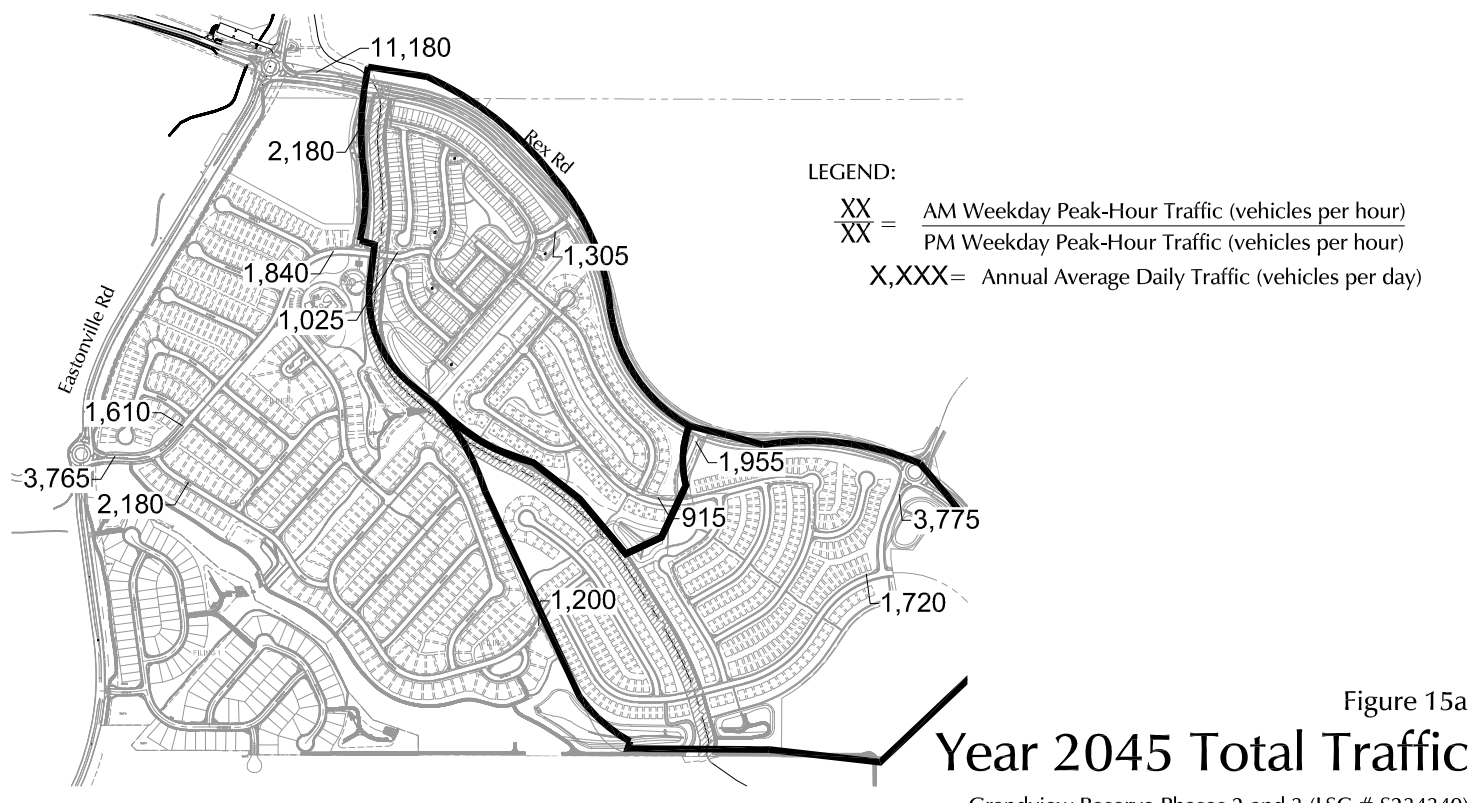 11,180
2,180
Rex Rd
LEGEND:
XX
XX
=
AM Weekday Peak-Hour Traffic (vehicles per hour)
PM Weekday Peak-Hour Traffic (vehicles per hour)
X,XXX= Annual Average Daily Traffic (vehicles per day)
1,305
1,840
1,025
Eastonville Rd
1,610
3,765
2,180
1,955
915
3,775
1,200
1,720
FILING 1
Figure 15a
Year 2045 Total Traffic